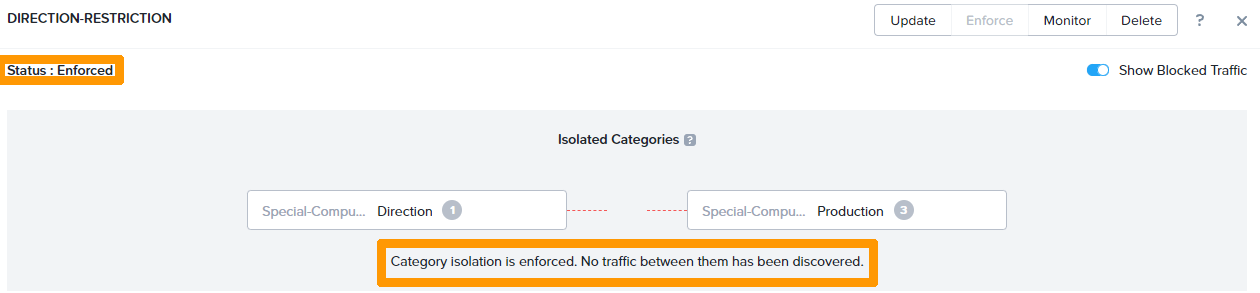 DIRECTION-RESTRICTION
Update Enforce Monitor Delete ? ×
Status : Enforced
Show Blocked Traffic
Isolated Categories ?
Special-Compu... Direction 1
Special-Compu... Production 3
Category isolation is enforced. No traffic between them has been discovered.